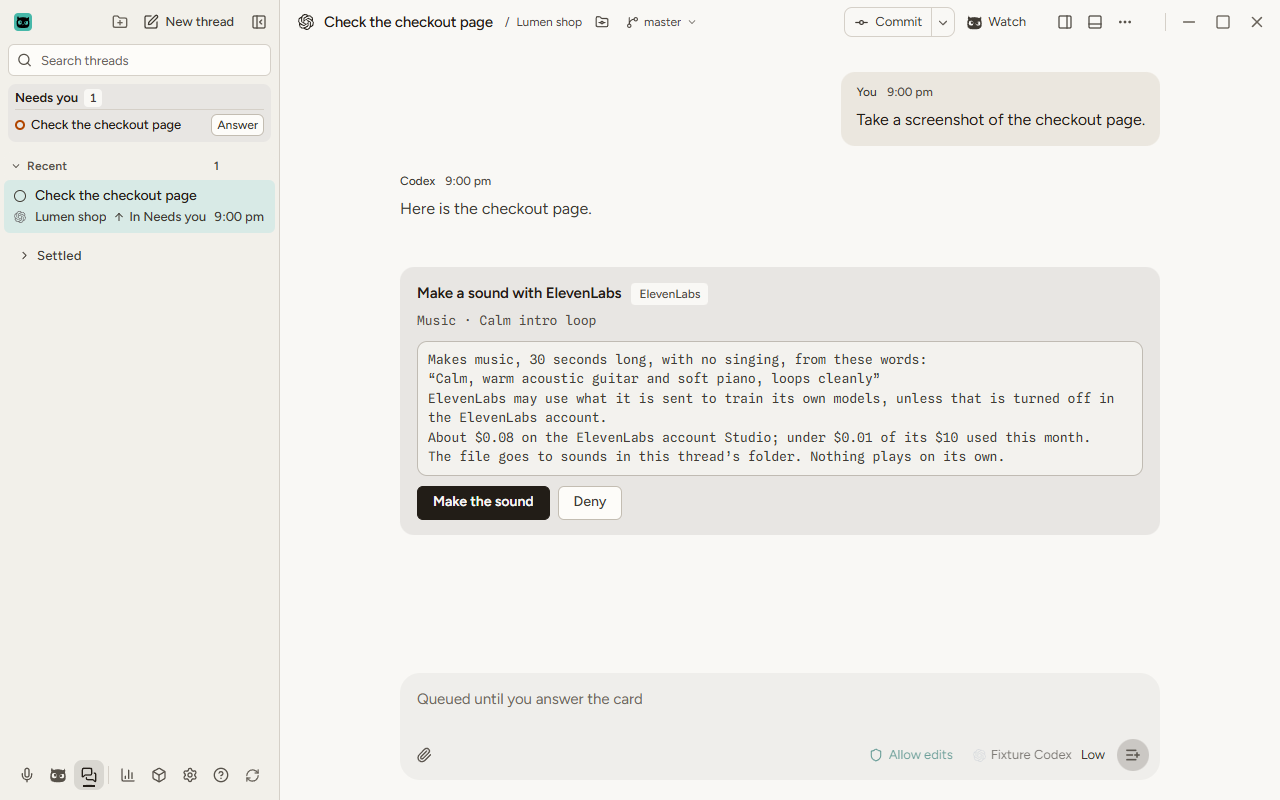 New thread
Search threads
Needs you 1
Check the checkout page Answer
Recent 1
Check the checkout page
Lumen shop ↑ In Needs you 9:00 pm
Settled
Check the checkout page / Lumen shop master
Commit
Watch
You 9:00 pm
Take a screenshot of the checkout page.
Codex 9:00 pm
Here is the checkout page.
Make a sound with ElevenLabs ElevenLabs
Music · Calm intro loop
Makes music, 30 seconds long, with no singing, from these words:
“Calm, warm acoustic guitar and soft piano, loops cleanly”
ElevenLabs may use what it is sent to train its own models, unless that is turned off in
the ElevenLabs account.
About $0.08 on the ElevenLabs account Studio; under $0.01 of its $10 used this month.
The file goes to sounds in this thread’s folder. Nothing plays on its own.
Make the sound Deny
Queued until you answer the card
Allow edits Fixture Codex Low